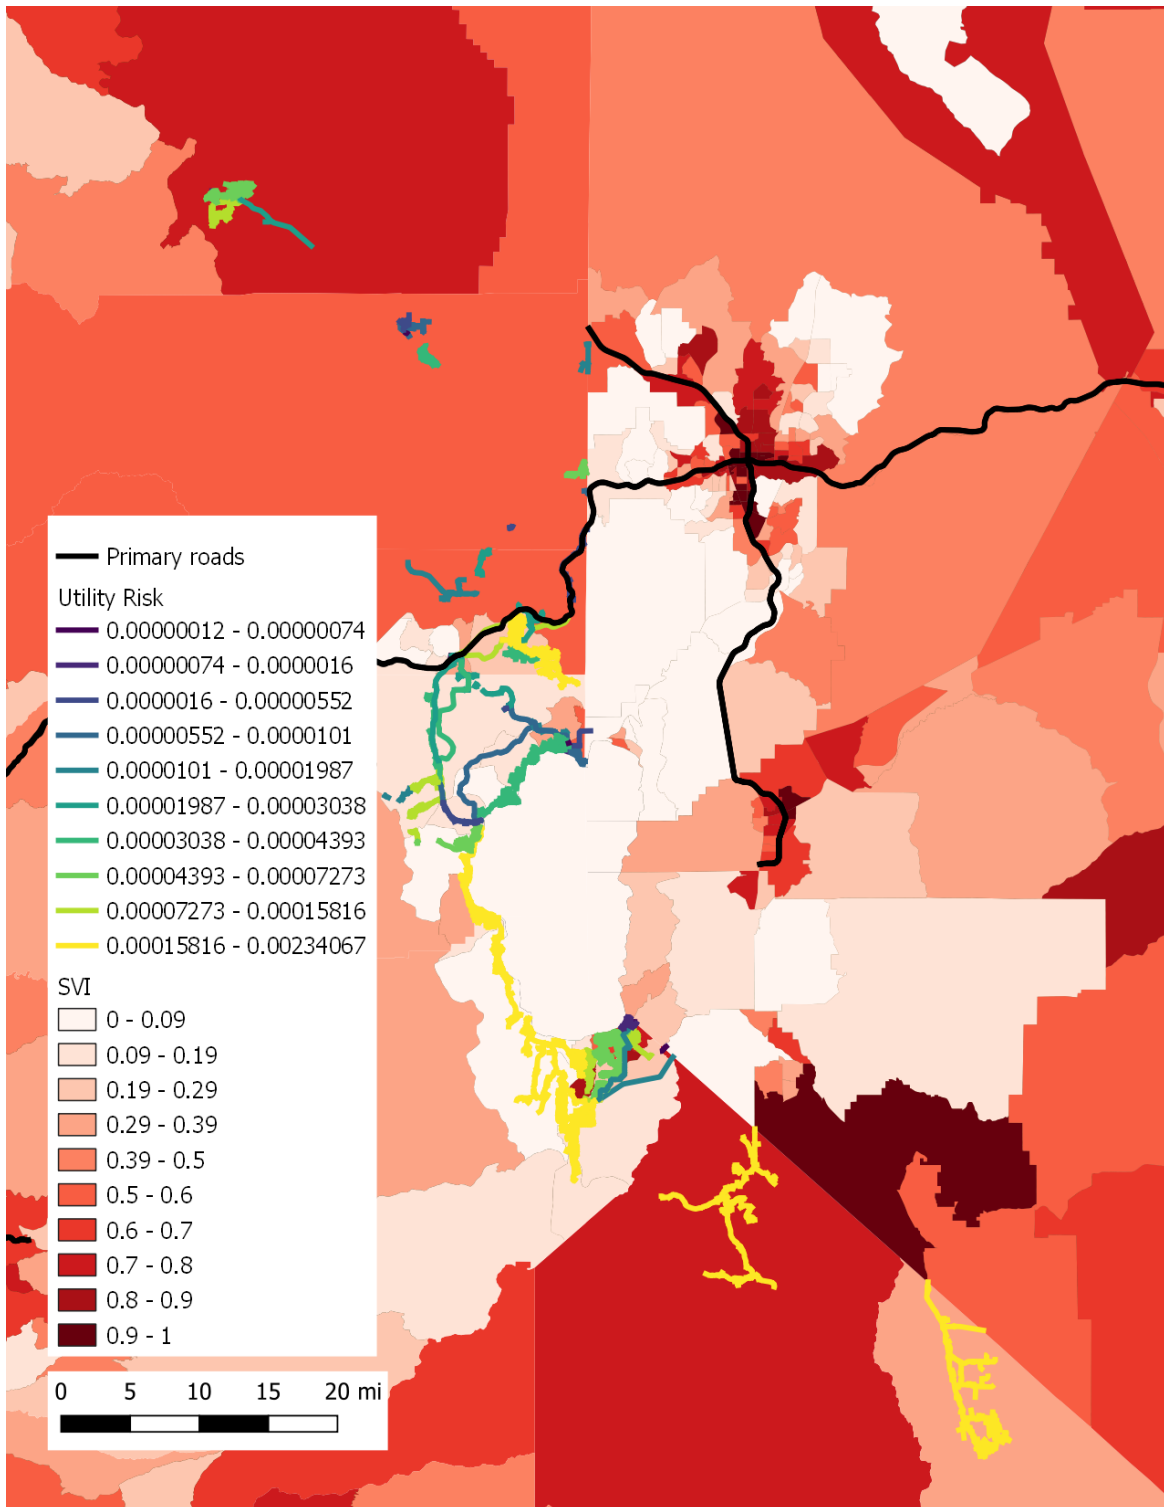 Primary roads
Utility Risk
0.00000012 - 0.00000074
0.00000074 - 0.0000016
0.0000016 - 0.00000552
0.00000552 - 0.0000101
0.0000101 - 0.00001987
0.00001987 - 0.00003038
0.00003038 - 0.00004393
0.00004393 - 0.00007273
0.00007273 - 0.00015816
0.00015816 - 0.00234067
SVI
0 - 0.09
0.09 - 0.19
0.19 - 0.29
0.29 - 0.39
0.39 - 0.5
0.5 - 0.6
0.6 - 0.7
0.7 - 0.8
0.8 - 0.9
0.9 - 1
0 5 10 15 20 mi